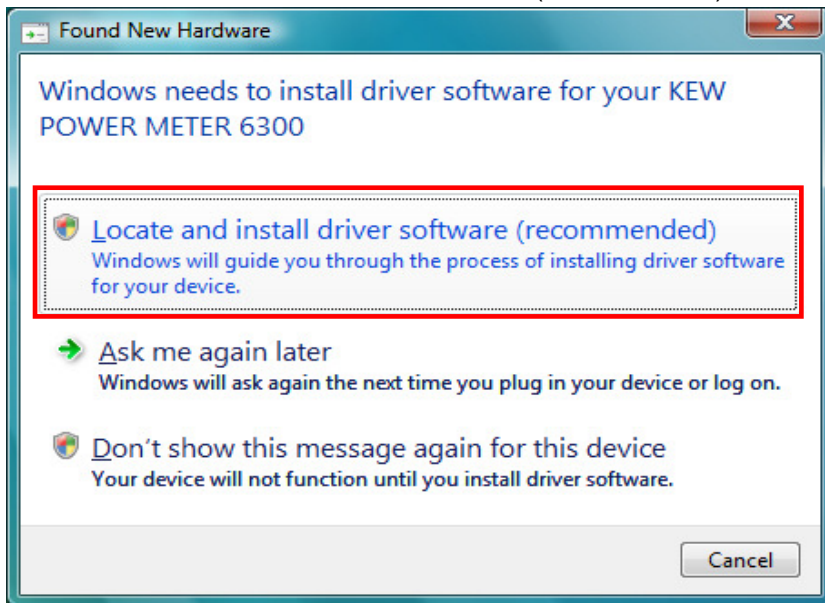 Found New Hardware
Windows needs to install driver software for your KEW
POWER METER 6300
Locate and install driver software (recommended)
Windows will guide you through the process of installing driver software
for your device.
Ask me again later
Windows will ask again the next time you plug in your device or log on.
Don't show this message again for this device
Your device will not function until you install driver software.
Cancel